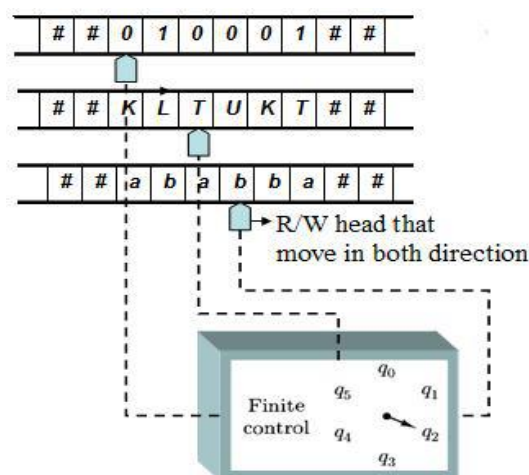 # # 0 1 0 0 0 1 # #
# # K L T U K T # #
# # a b a b b a # #
R/W head that
move in both direction
q0
q5 q1
Finite
control
q4 q2
q3